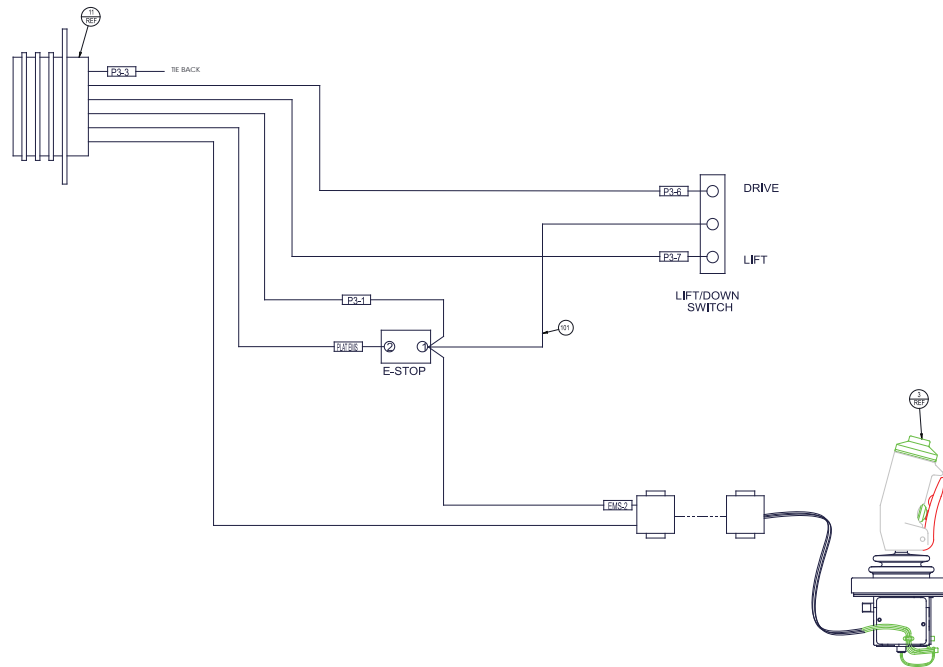 11
REF
P3-3
TIE BACK
P3-6
DRIVE
P3-7
LIFT
LIFT/DOWN
SWITCH
P3-1
101
PLAT EMS
2
1
E-STOP
3
REF
EMS-2